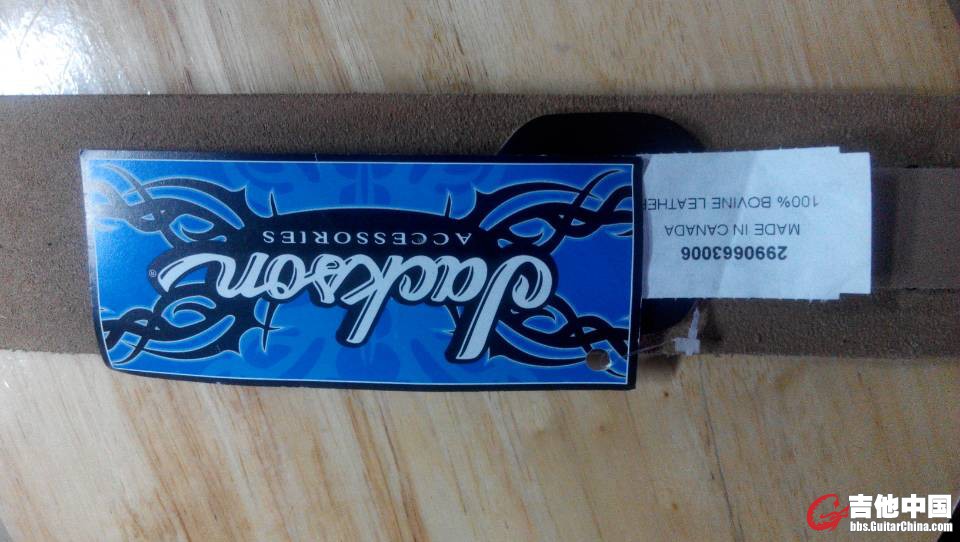 Jackson®
ACCESSORIES
2990663006
MADE IN CANADA
100% BOVINE LEATHER
吉他中国
bbs.GuitarChina.com